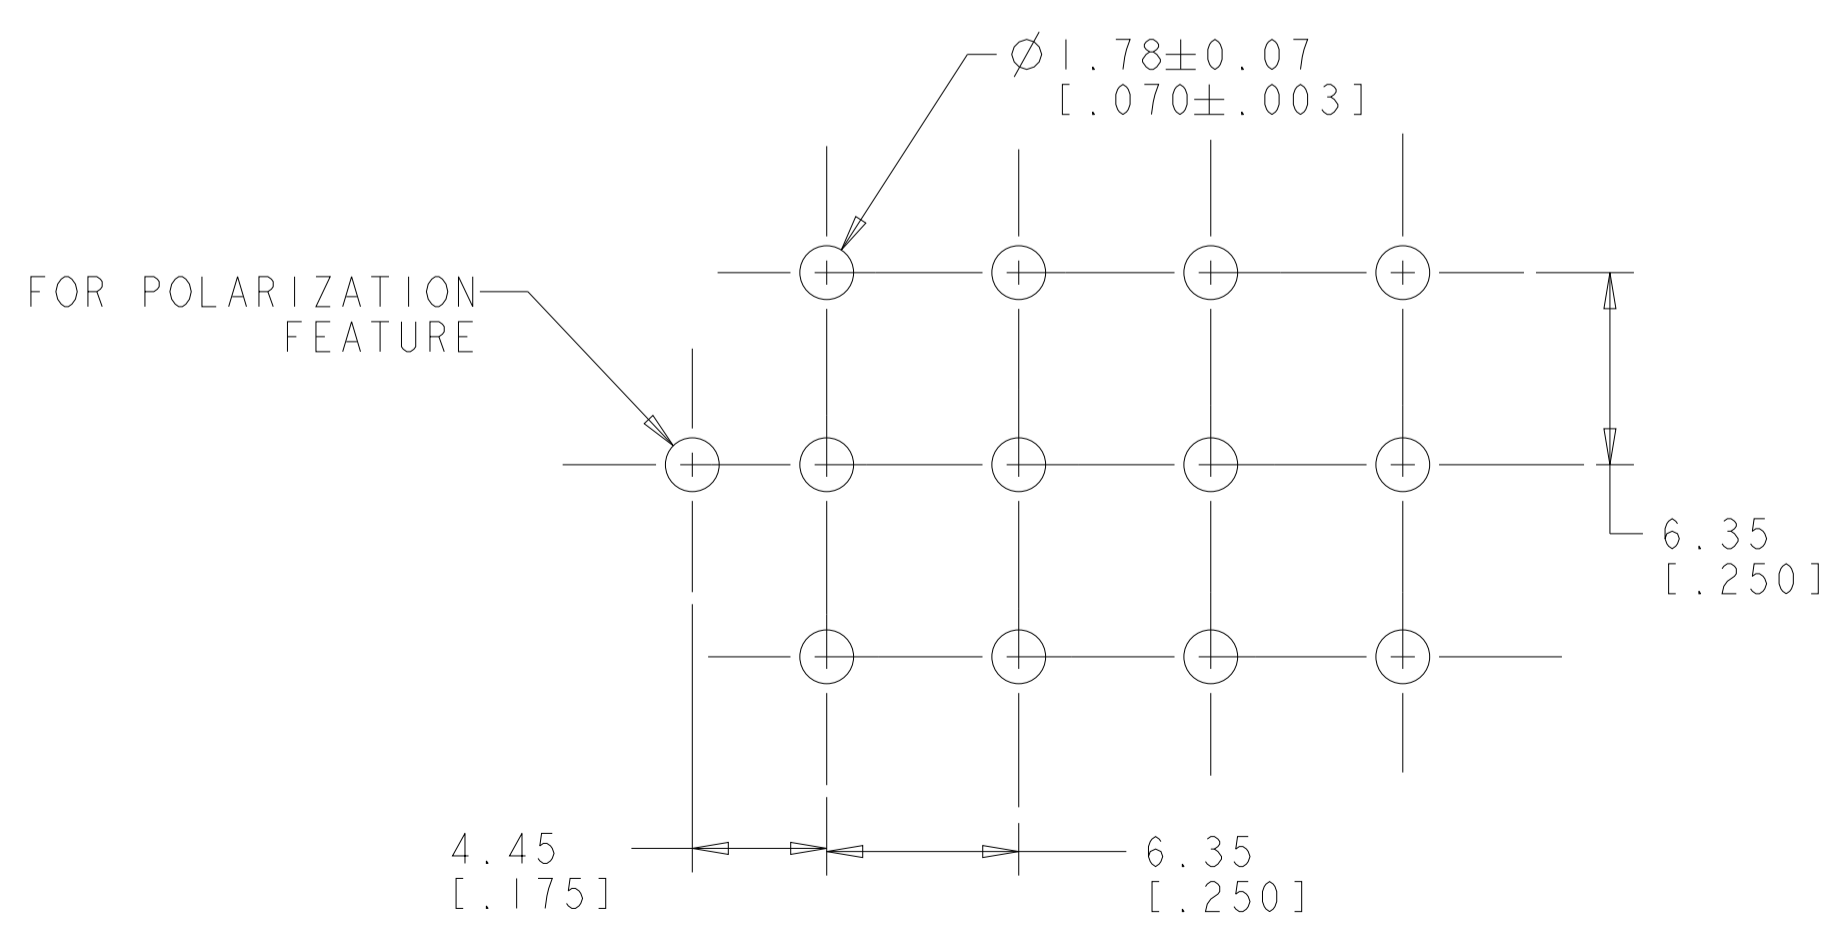 Ø1.78±0.07
[.070±.003]
FOR POLARIZATION
FEATURE
6.35
[.250]
4.45
[.175]
6.35
[.250]